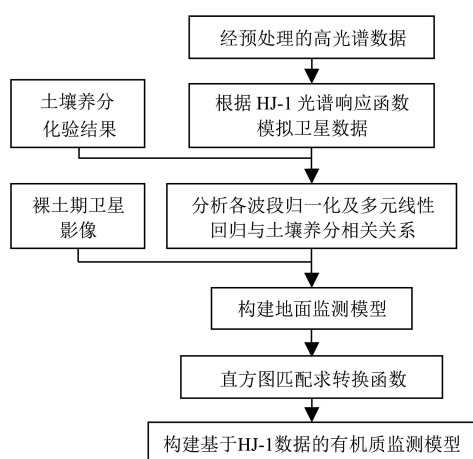 经预处理的高光谱数据
土壤养分
化验结果
根据 HJ-1 光谱响应函数
模拟卫星数据
裸土期卫星
影像
分析各波段归一化及多元线性
回归与土壤养分相关关系
构建地面监测模型
直方图匹配求转换函数
构建基于HJ-1数据的有机质监测模型